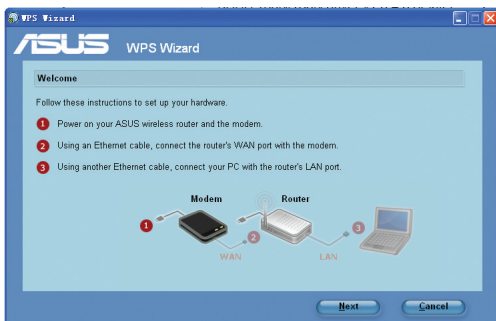 WPS Wizard
ASUS WPS Wizard
Welcome
Follow these instructions to set up your hardware.
1 Power on your ASUS wireless router and the modem.
2 Using an Ethernet cable, connect the router's WAN port with the modem.
3 Using another Ethernet cable, connect your PC with the router's LAN port.
Modem Router
1 2 3
WAN LAN
Next Cancel